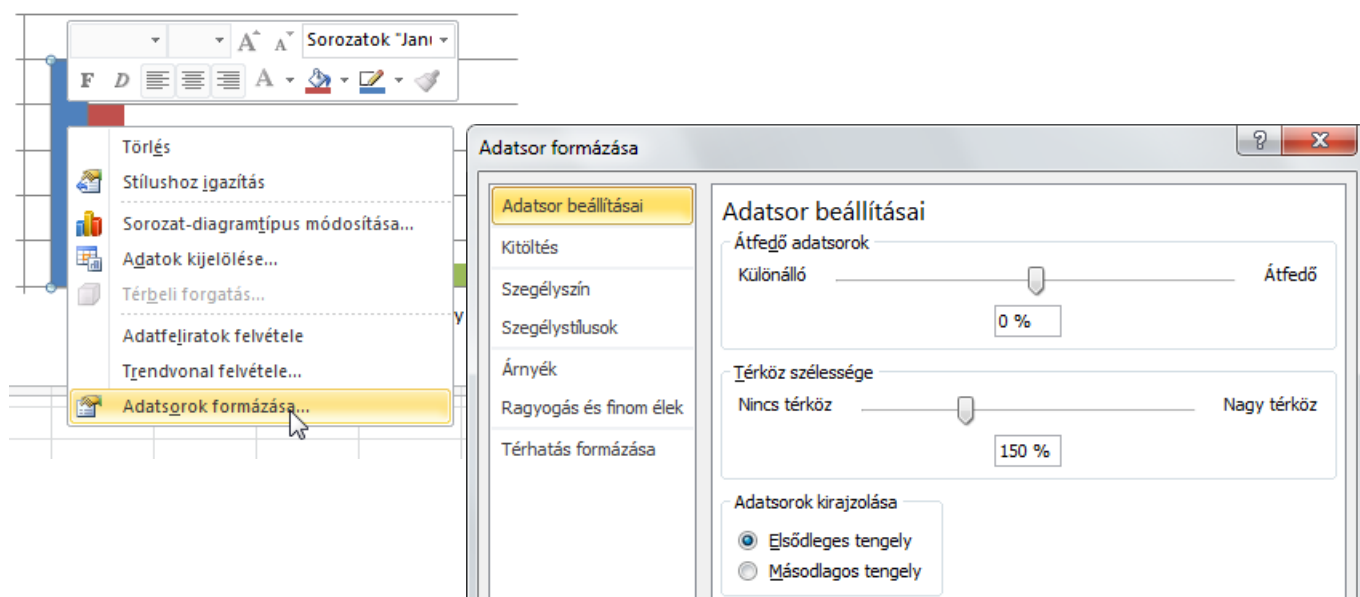 Sorozatok "Janı
F D A
Törlés
Stílushoz igazítás
Sorozat-diagramtípus módosítása...
Adatok kijelölése...
Térbeli forgatás...
Adatfeliratok felvétele
Trendvonal felvétele...
Adatsorok formázása...
y
Adatsor formázása
Adatsor beállításai
Kitöltés
Szegélyszín
Szegélystílusok
Árnyék
Ragyogás és finom élek
Térhatás formázása
Adatsor beállításai
Átfedő adatsorok
Különálló Átfedő
0 %
Térköz szélessége
Nincs térköz Nagy térköz
150 %
Adatsorok kirajzolása
Elsődleges tengely
Másodlagos tengely